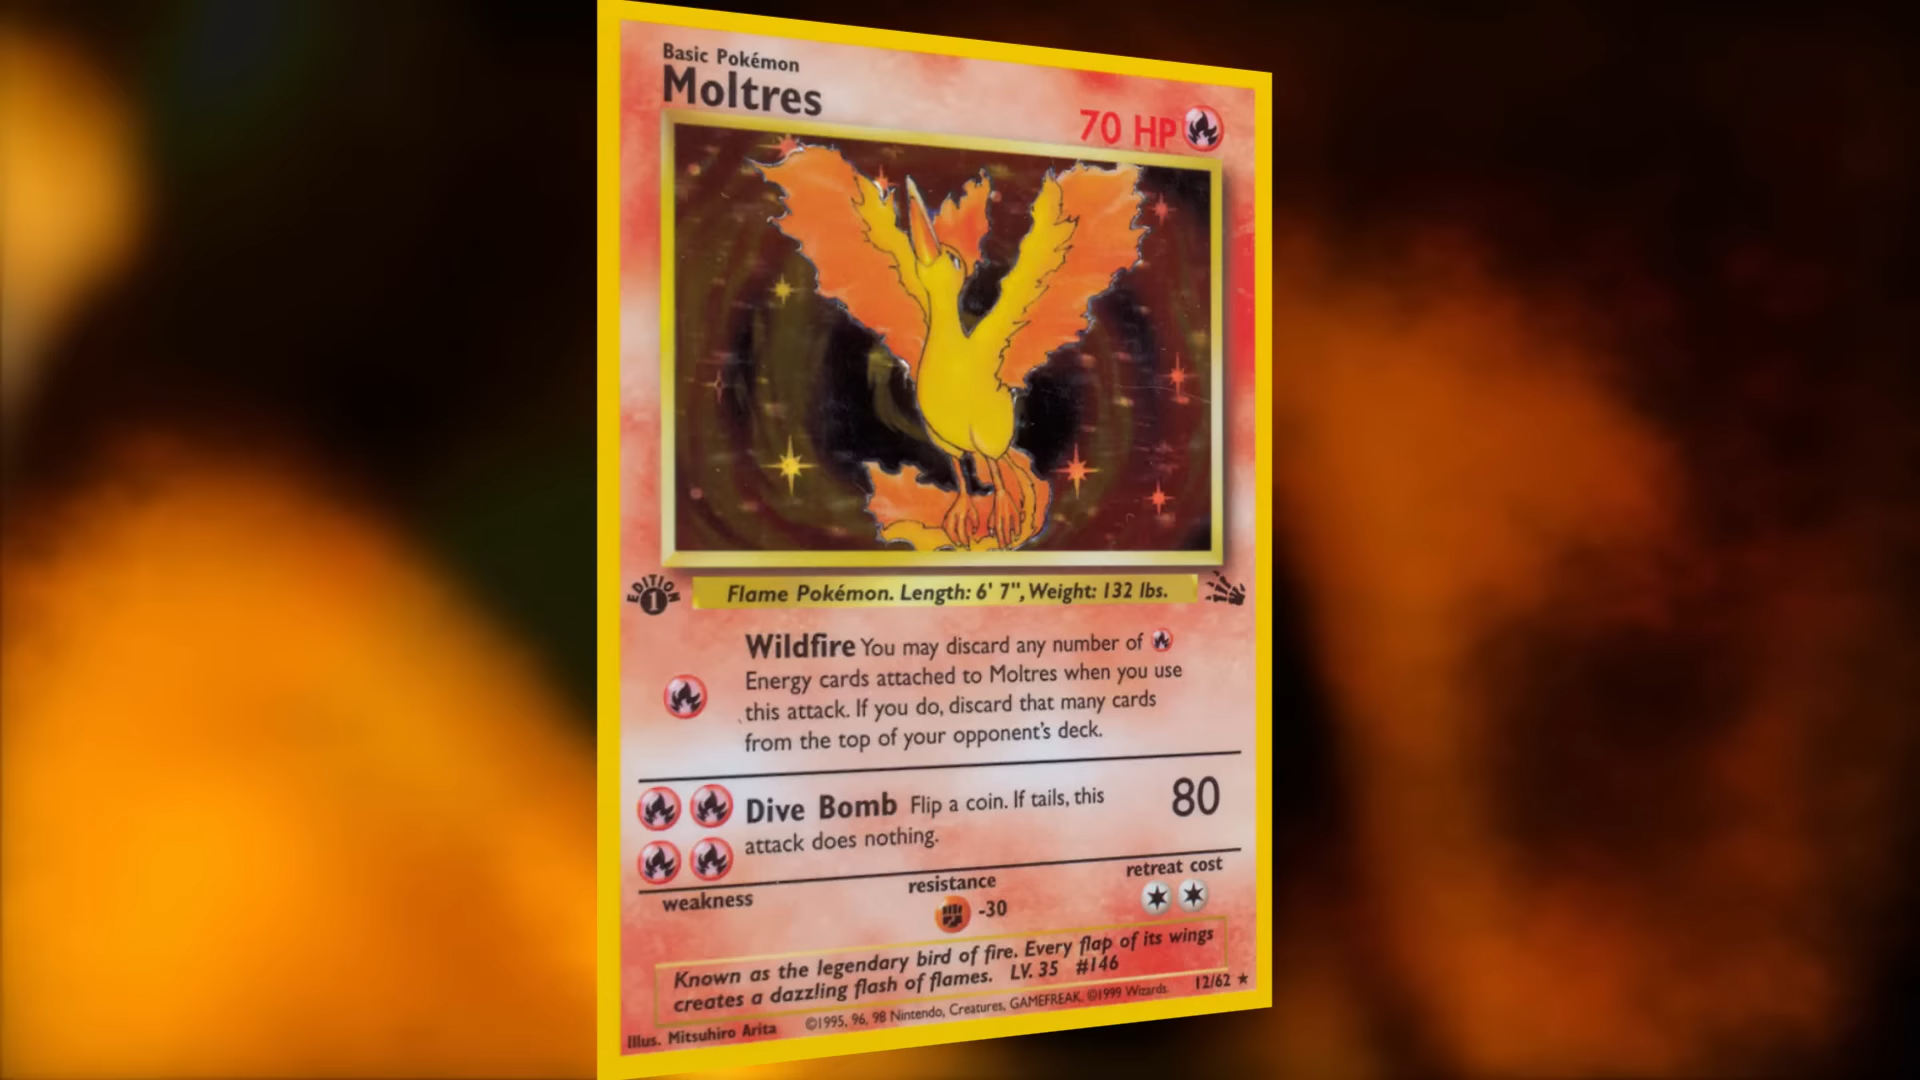 Basic Pokémon
Moltres
70 HP
EDITION
1
Flame Pokémon. Length: 6' 7", Weight: 132 lbs.
Wildfire You may discard any number of
Energy cards attached to Moltres when you use
this attack. If you do, discard that many cards
from the top of your opponent's deck.
Dive Bomb Flip a coin. If tails, this
attack does nothing.
80
weakness
resistance
-30
retreat cost
Known as the legendary bird of fire. Every flap of its wings
creates a dazzling flash of flames. LV. 35 #146
Illus. Mitsuhiro Arita
©1995, 96, 98 Nintendo, Creatures, GAMEFREAK. ©1999 Wizards.
12/62